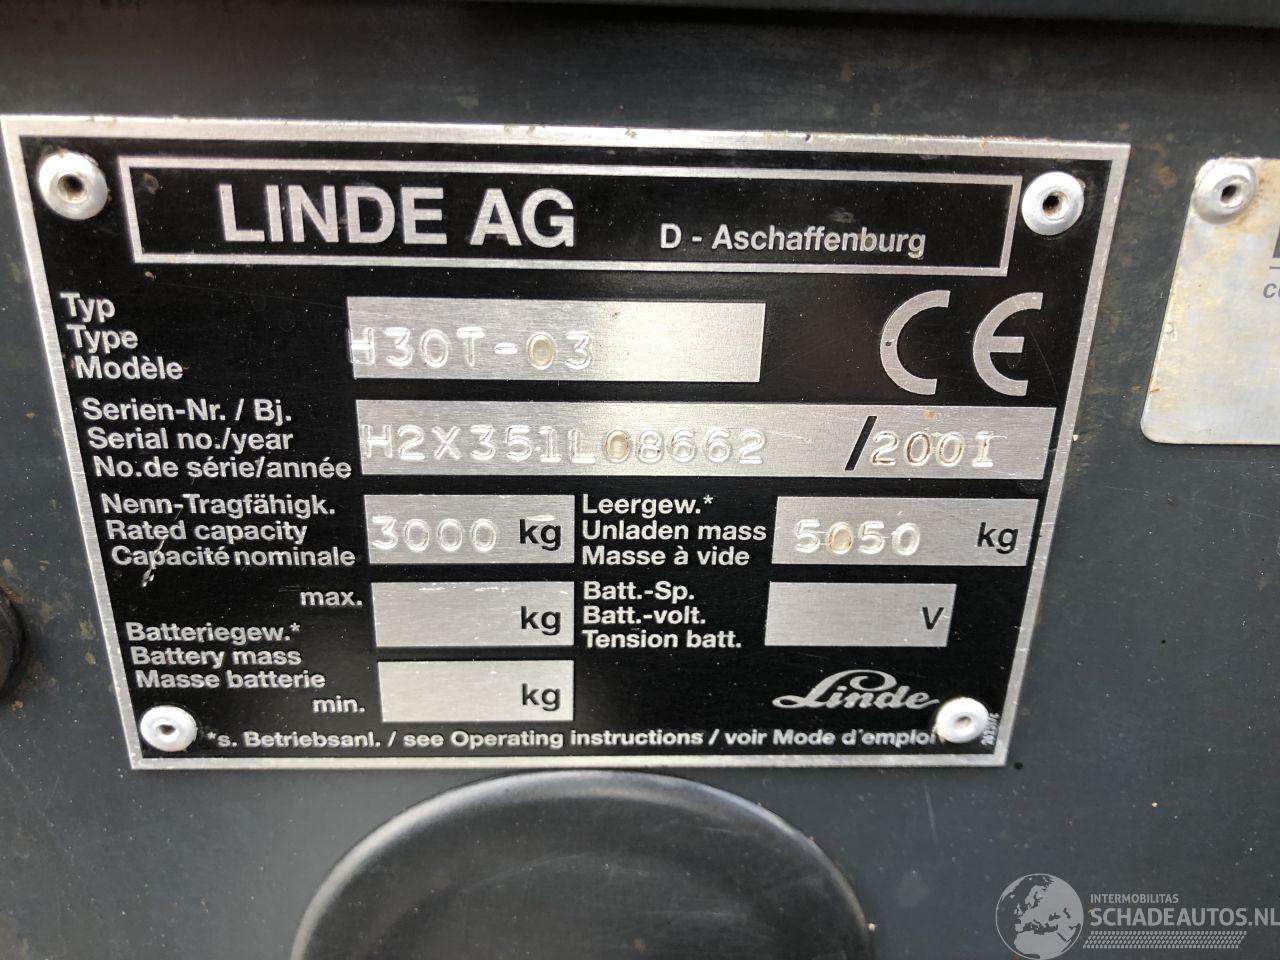 LINDE AG D - Aschaffenburg
Typ
Type
Modèle
H30T-03
CE
Serien-Nr. / Bj.
Serial no./year
No.de série/année
H2X351L08662 /2001
Nenn-Tragfähigk.
Rated capacity
Capacité nominale
3000 kg
Leergew.*
Unladen mass
Masse à vide
5050 kg
max. kg
Batteriegew.*
Battery mass
Masse batterie
min. kg
Batt.-Sp.
Batt.-volt.
Tension batt.
V
Linde
*s. Betriebsanl. / see Operating instructions / voir Mode d'emploi
INTERMOBILITAS
SCHADEAUTOS.NL